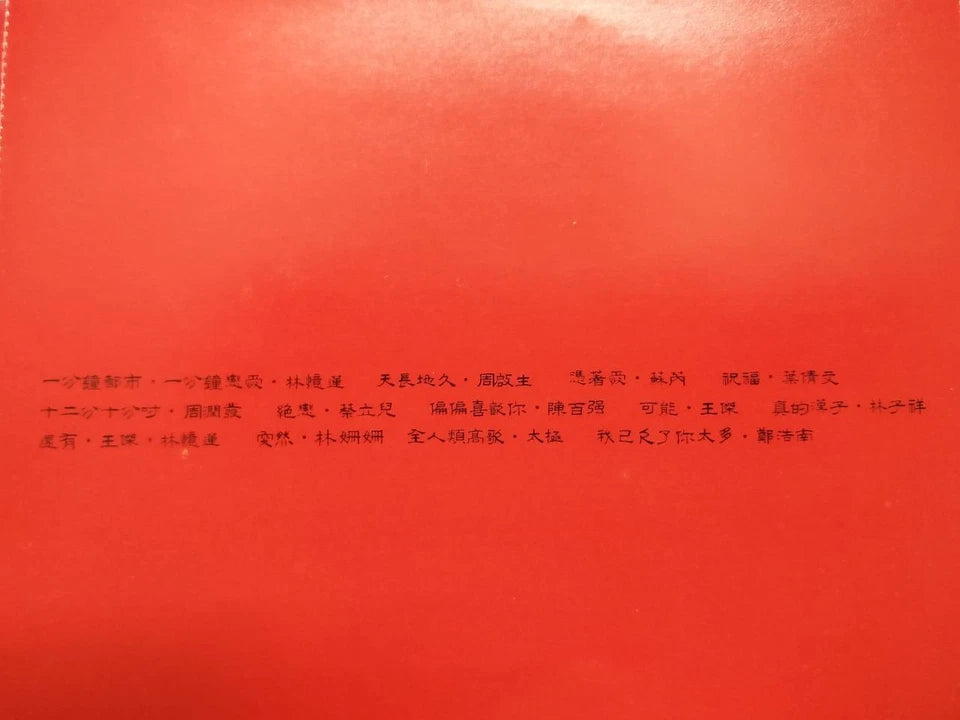 一分鐘都市・一分鐘戀愛・林憶蓮 天長地久・周啟生 憑着愛・蘇芮 祝福・葉倩文
十二分十分吋・周潤發 絕戀・蔡立兒 偏偏喜歡你・陳百强 可能・王傑 真的漢子・林子祥
還有・王傑・林憶蓮 突然・林姍姍 全人類高歌・太極 我已欠了你太多・鄭浩南